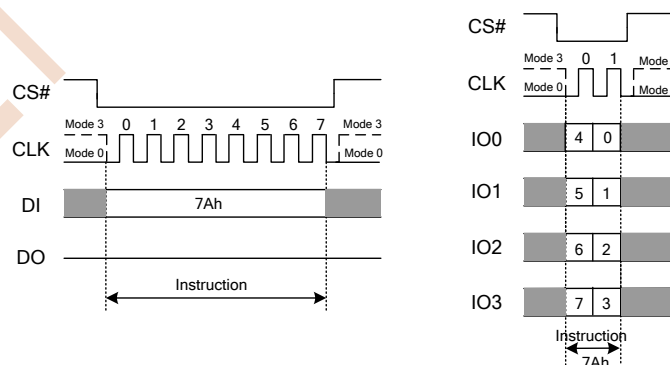 CS#
Mode 3 0 1 2 3 4 5 6 7 Mode 3
CLK
Mode 0 Mode 0
DI 7Ah
DO
Instruction
CS#
Mode 3 0 1 Mode
CLK
Mode 0 Mode
IO0 4 0
IO1 5 1
IO2 6 2
IO3 7 3
Instruction
7Ah